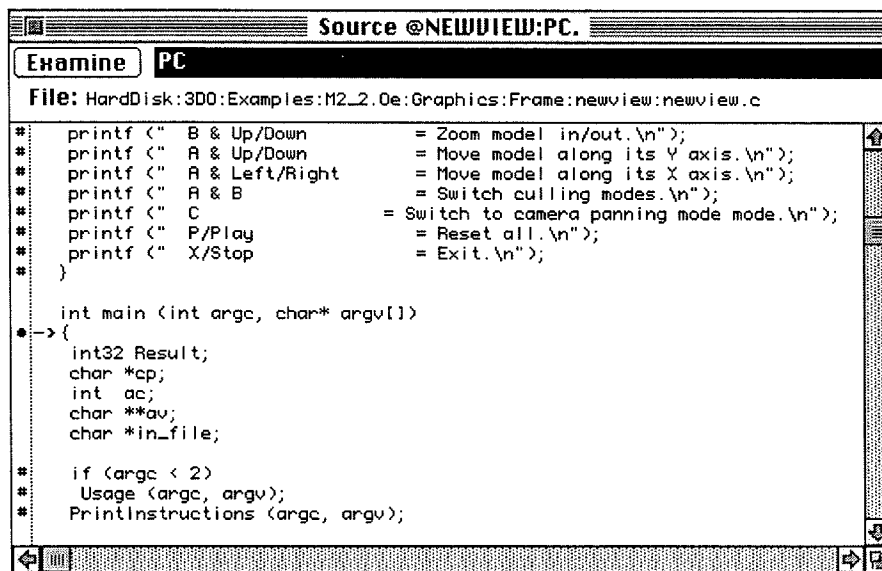 Source @NEWVIEW:PC.
Examine PC
File: HardDisk:3DO:Examples:M2_2.0e:Graphics:Frame:newview:newview.c
# printf ("  B & Up/Down            = Zoom model in/out.\n");
# printf ("  A & Up/Down            = Move model along its Y axis.\n");
# printf ("  A & Left/Right         = Move model along its X axis.\n");
# printf ("  A & B                  = Switch culling modes.\n");
# printf ("  C                   = Switch to camera panning mode mode.\n");
# printf ("  P/Play                 = Reset all.\n");
# printf ("  X/Stop                 = Exit.\n");
# }
int main (int argc, char* argv[])
•->{
int32 Result;
char *cp;
int  ac;
char **av;
char *in_file;
# if (argc < 2)
# Usage (argc, argv);
# PrintInstructions (argc, argv);